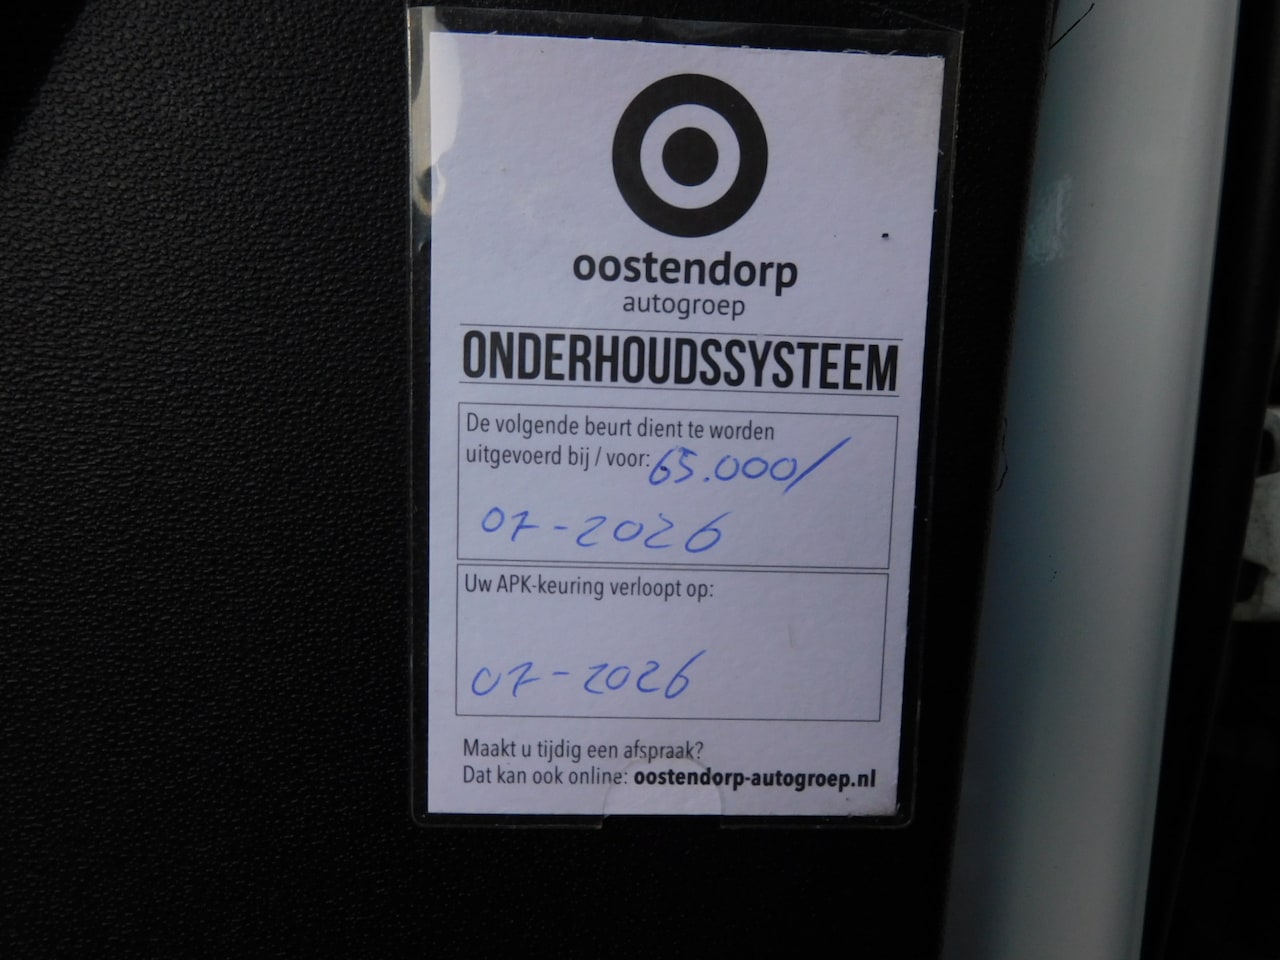 oostendorp
autogroep
ONDERHOUDSSYSTEEM
De volgende beurt dient te worden
uitgevoerd bij / voor: 65.000/
07-2026
Uw APK-keuring verloopt op:
07-2026
Maakt u tijdig een afspraak?
Dat kan ook online: oostendorp-autogroep.nl